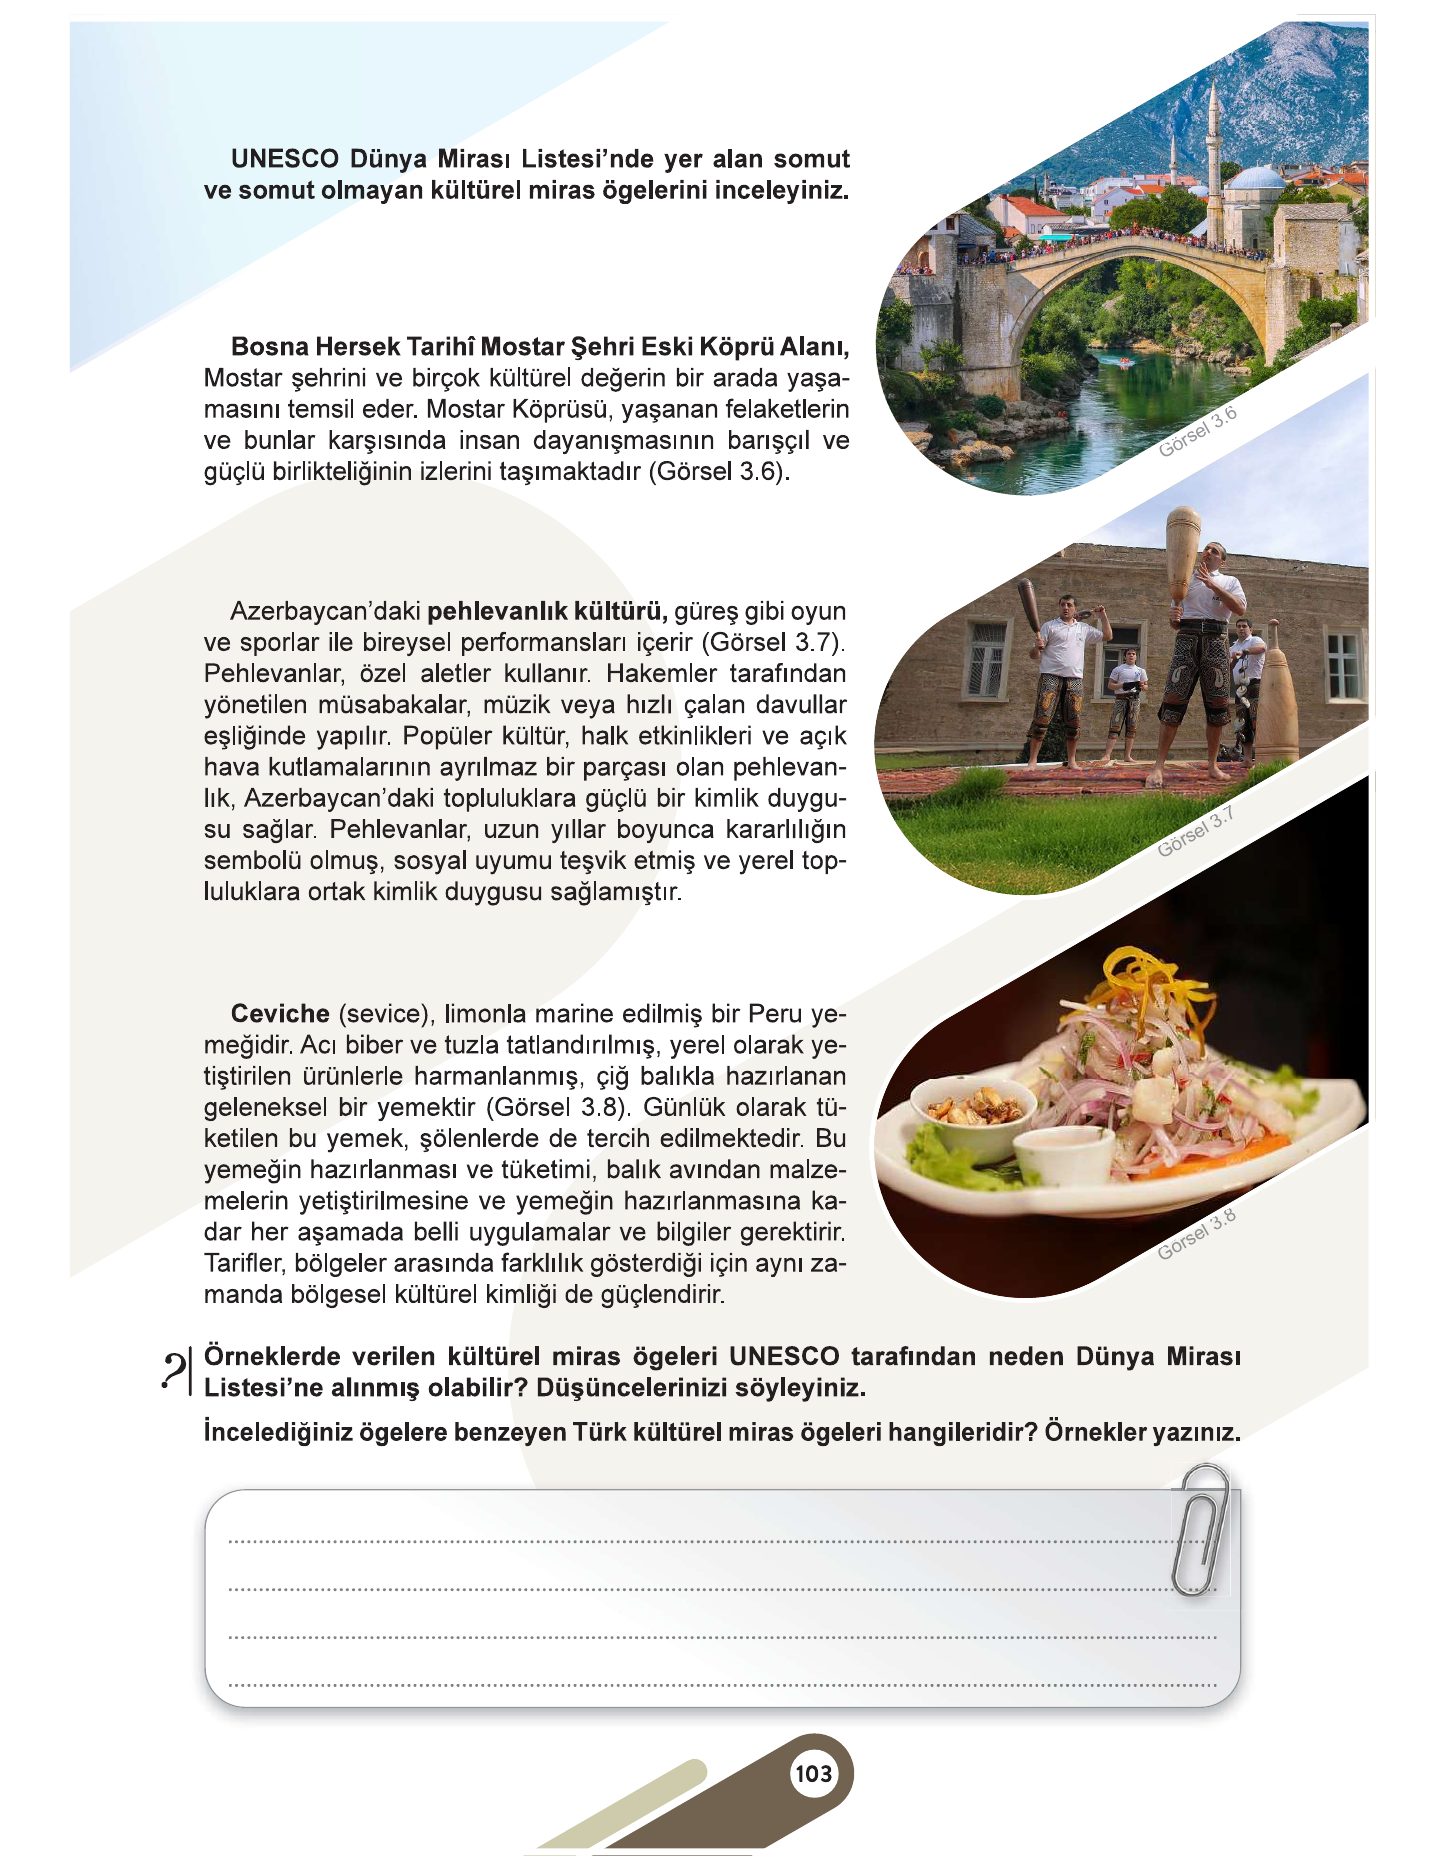 UNESCO Dünya Mirası Listesi’nde yer alan somut
ve somut olmayan kültürel miras ögelerini inceleyiniz.
Bosna Hersek Tarihî Mostar Şehri Eski Köprü Alanı,
Mostar şehrini ve birçok kültürel değerin bir arada yaşa-
masını temsil eder. Mostar Köprüsü, yaşanan felaketlerin
ve bunlar karşısında insan dayanışmasının barışçıl ve
güçlü birlikteliğinin izlerini taşımaktadır (Görsel 3.6).
Görsel 3.6
Azerbaycan’daki pehlevanlık kültürü, güreş gibi oyun
ve sporlar ile bireysel performansları içerir (Görsel 3.7).
Pehlevanlar, özel aletler kullanır. Hakemler tarafından
yönetilen müsabakalar, müzik veya hızlı çalan davullar
eşliğinde yapılır. Popüler kültür, halk etkinlikleri ve açık
hava kutlamalarının ayrılmaz bir parçası olan pehlevan-
lık, Azerbaycan’daki topluluklara güçlü bir kimlik duygu-
su sağlar. Pehlevanlar, uzun yıllar boyunca kararlılığın
sembolü olmuş, sosyal uyumu teşvik etmiş ve yerel top-
luluklara ortak kimlik duygusu sağlamıştır.
Görsel 3.7
Ceviche (sevice), limonla marine edilmiş bir Peru ye-
meğidir. Acı biber ve tuzla tatlandırılmış, yerel olarak ye-
tiştirilen ürünlerle harmanlanmış, çiğ balıkla hazırlanan
geleneksel bir yemektir (Görsel 3.8). Günlük olarak tü-
ketilen bu yemek, şölenlerde de tercih edilmektedir. Bu
yemeğin hazırlanması ve tüketimi, balık avından malze-
melerin yetiştirilmesine ve yemeğin hazırlanmasına ka-
dar her aşamada belli uygulamalar ve bilgiler gerektirir.
Tarifler, bölgeler arasında farklılık gösterdiği için aynı za-
manda bölgesel kültürel kimliği de güçlendirir.
Görsel 3.8
? Örneklerde verilen kültürel miras ögeleri UNESCO tarafından neden Dünya Mirası
Listesi’ne alınmış olabilir? Düşüncelerinizi söyleyiniz.
İncelediğiniz ögelere benzeyen Türk kültürel miras ögeleri hangileridir? Örnekler yazınız.
103